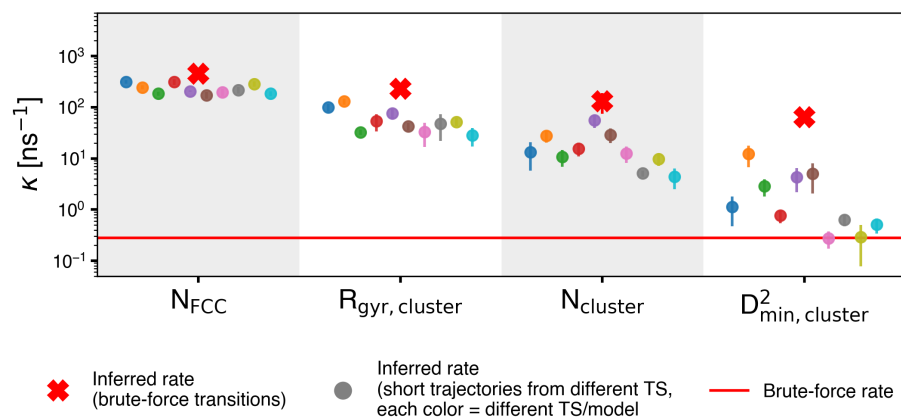 κ [ns⁻¹]
10³
10²
10¹
10⁰
10⁻¹
N_FCC
R_gyr, cluster
N_cluster
D²_min, cluster
Inferred rate
(brute-force transitions)
Inferred rate
(short trajectories from different TS,
each color = different TS/model
Brute-force rate